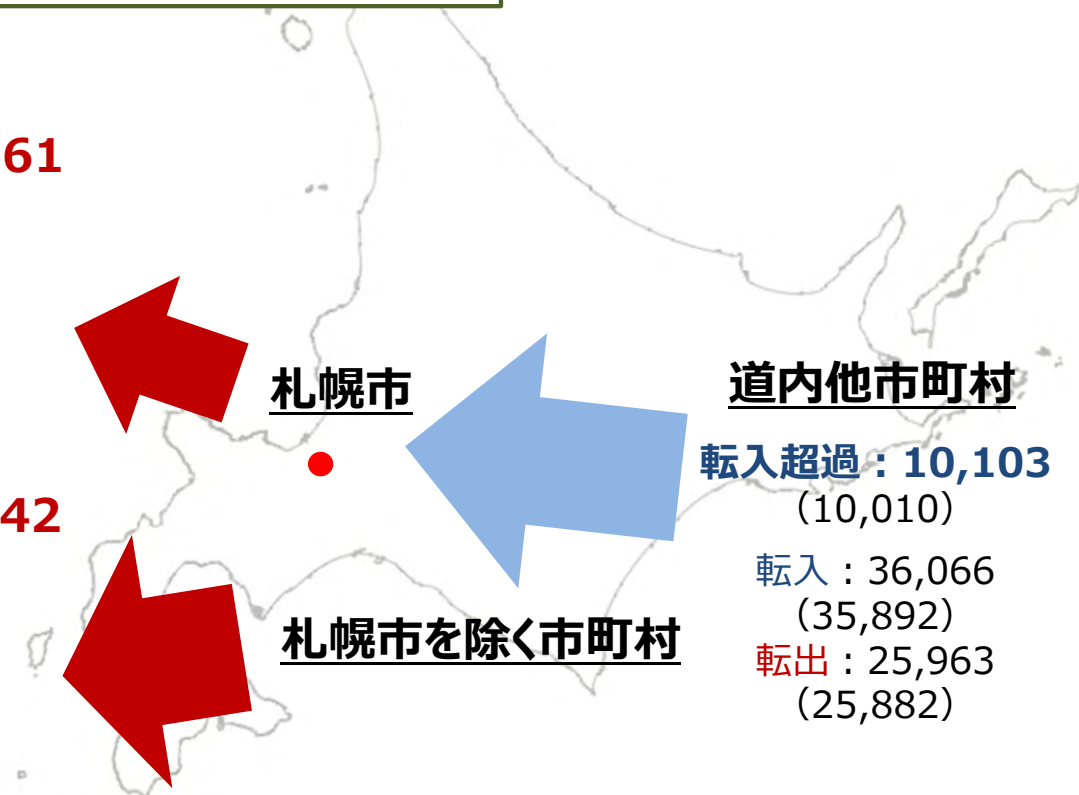 61
札幌市
道内他市町村
転入超過：10,103
（10,010）
42
転入：36,066
（35,892）
札幌市を除く市町村
転出：25,963
（25,882）